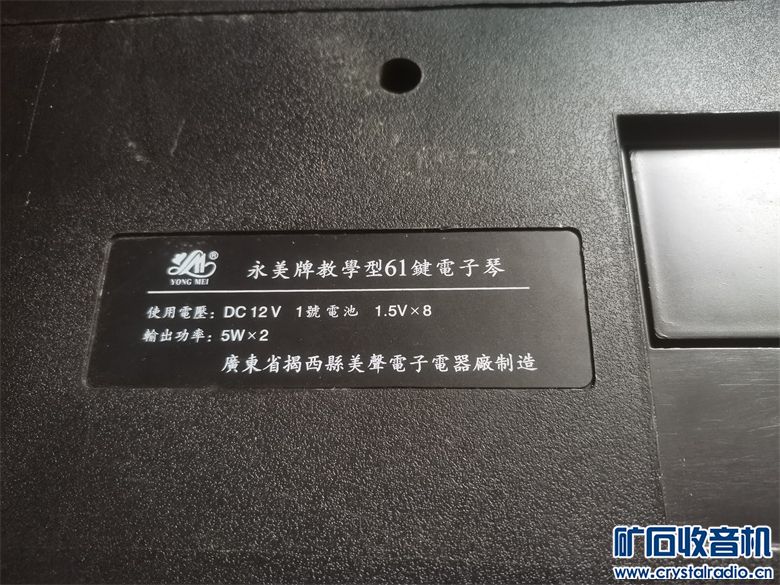 永美牌教學型61鍵電子琴
YONG MEI
使用電壓: DC 12 V 1號電池 1.5V×8
輸出功率: 5W×2
廣東省揭西縣美聲電子電器廠制造
矿石收音机
www.crystalradio.cn